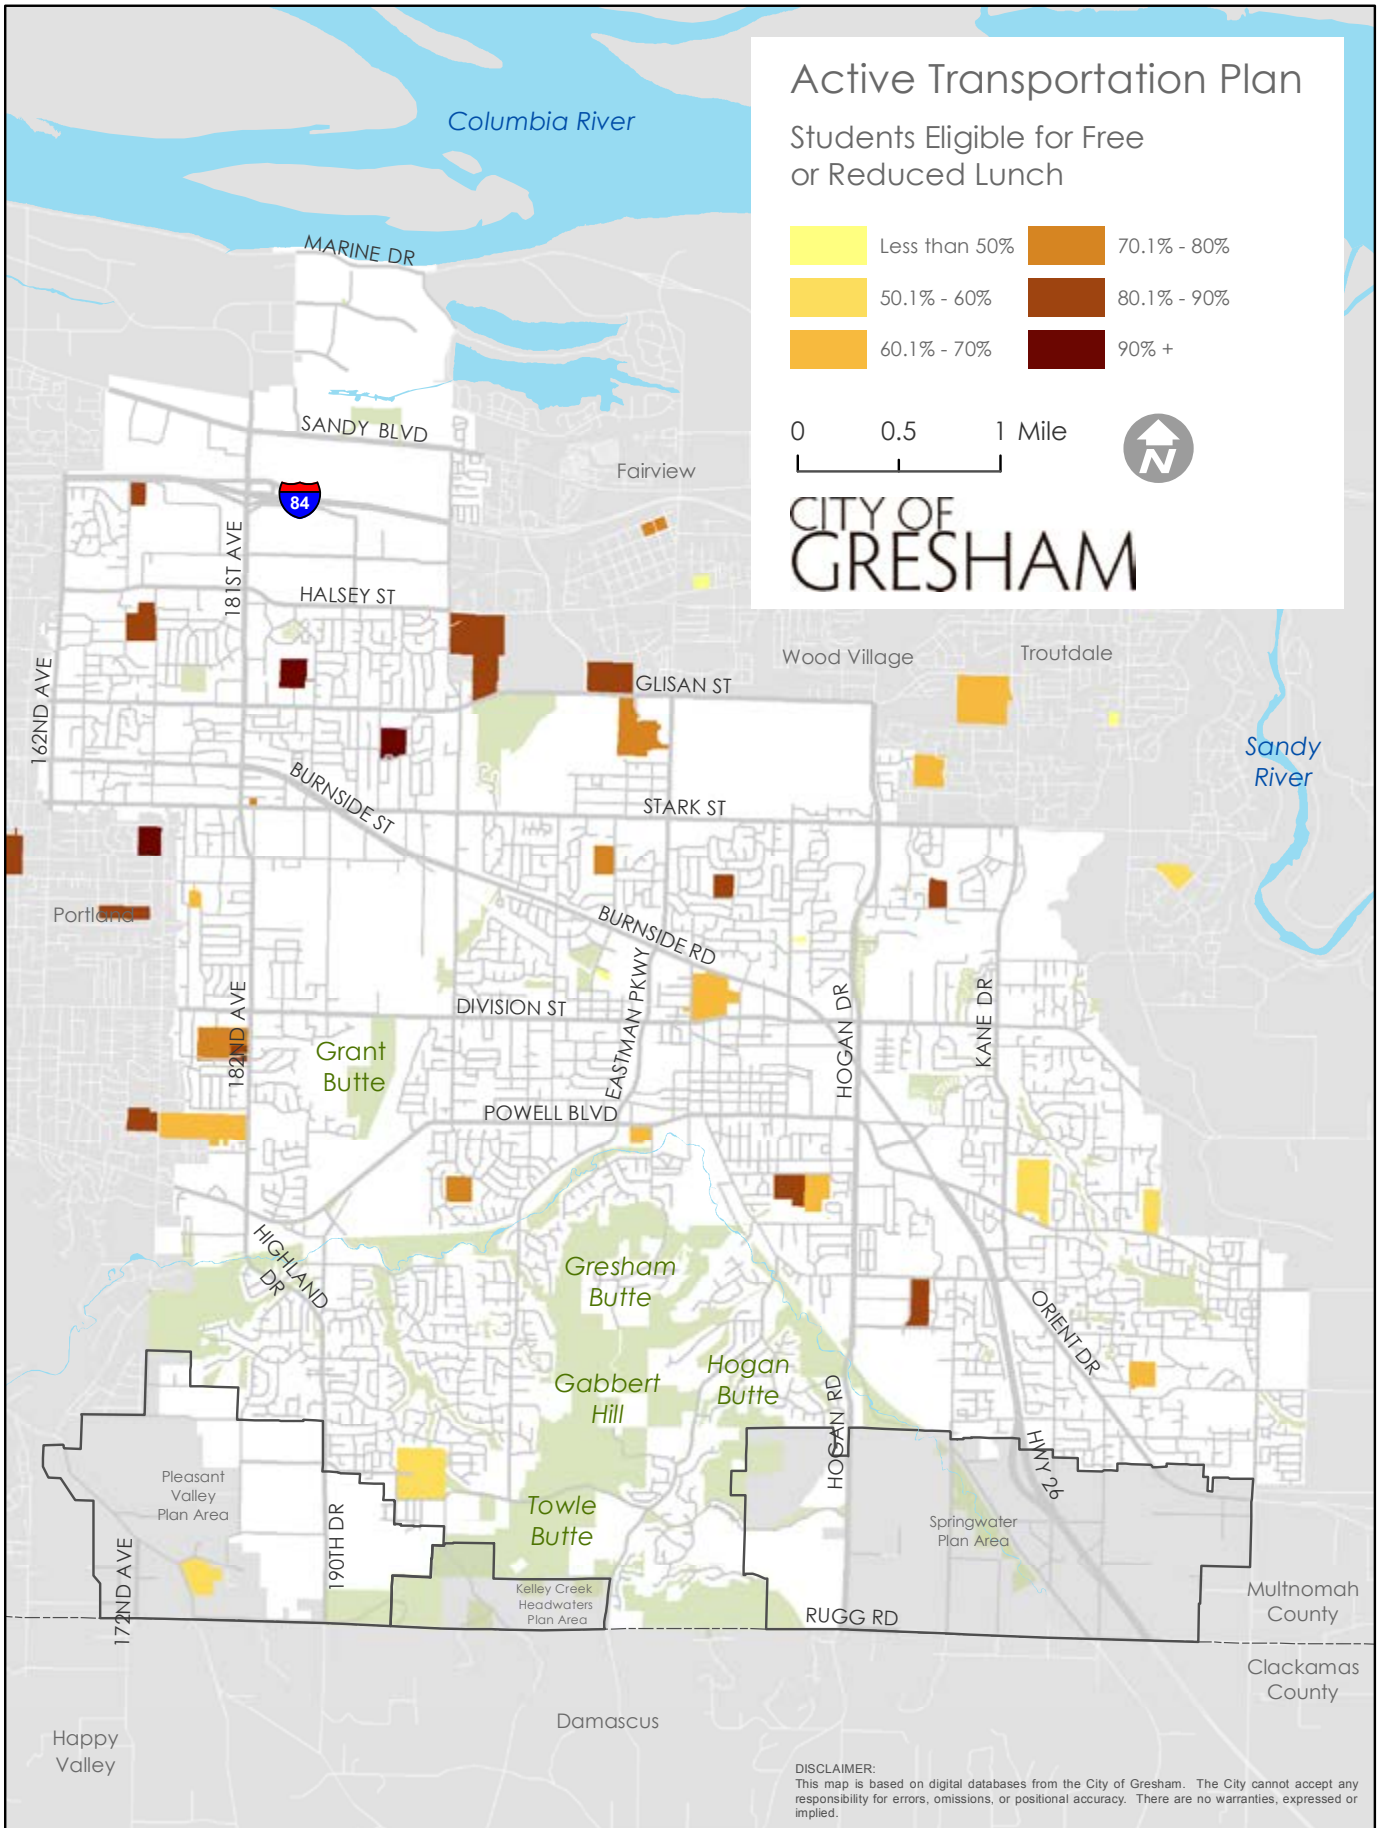 Active Transportation Plan
Students Eligible for Free
or Reduced Lunch
Less than 50%
70.1% - 80%
50.1% - 60%
80.1% - 90%
60.1% - 70%
90% +
0 0.5 1 Mile
N
CITY OF
GRESHAM
Columbia River
MARINE DR
SANDY BLVD
Fairview
84
181ST AVE
HALSEY ST
Wood Village
Troutdale
162ND AVE
GLISAN ST
Sandy
River
BURNSIDE ST
STARK ST
Portland
BURNSIDE RD
EASTMAN PKWY
182ND AVE
DIVISION ST
HOGAN DR
KANE DR
Grant
Butte
POWELL BLVD
HIGHLAND
DR
Gresham
Butte
ORIENT DR
Hogan
Butte
Gabbert
Hill
HOGAN RD
HWY 26
Pleasant
Valley
Plan Area
190TH DR
Towle
Butte
Springwater
Plan Area
172ND AVE
Kelley Creek
Headwaters
Plan Area
RUGG RD
Multnomah
County
Clackamas
County
Happy
Valley
Damascus
DISCLAIMER:
This map is based on digital databases from the City of Gresham. The City cannot accept any
responsibility for errors, omissions, or positional accuracy. There are no warranties, expressed or
implied.